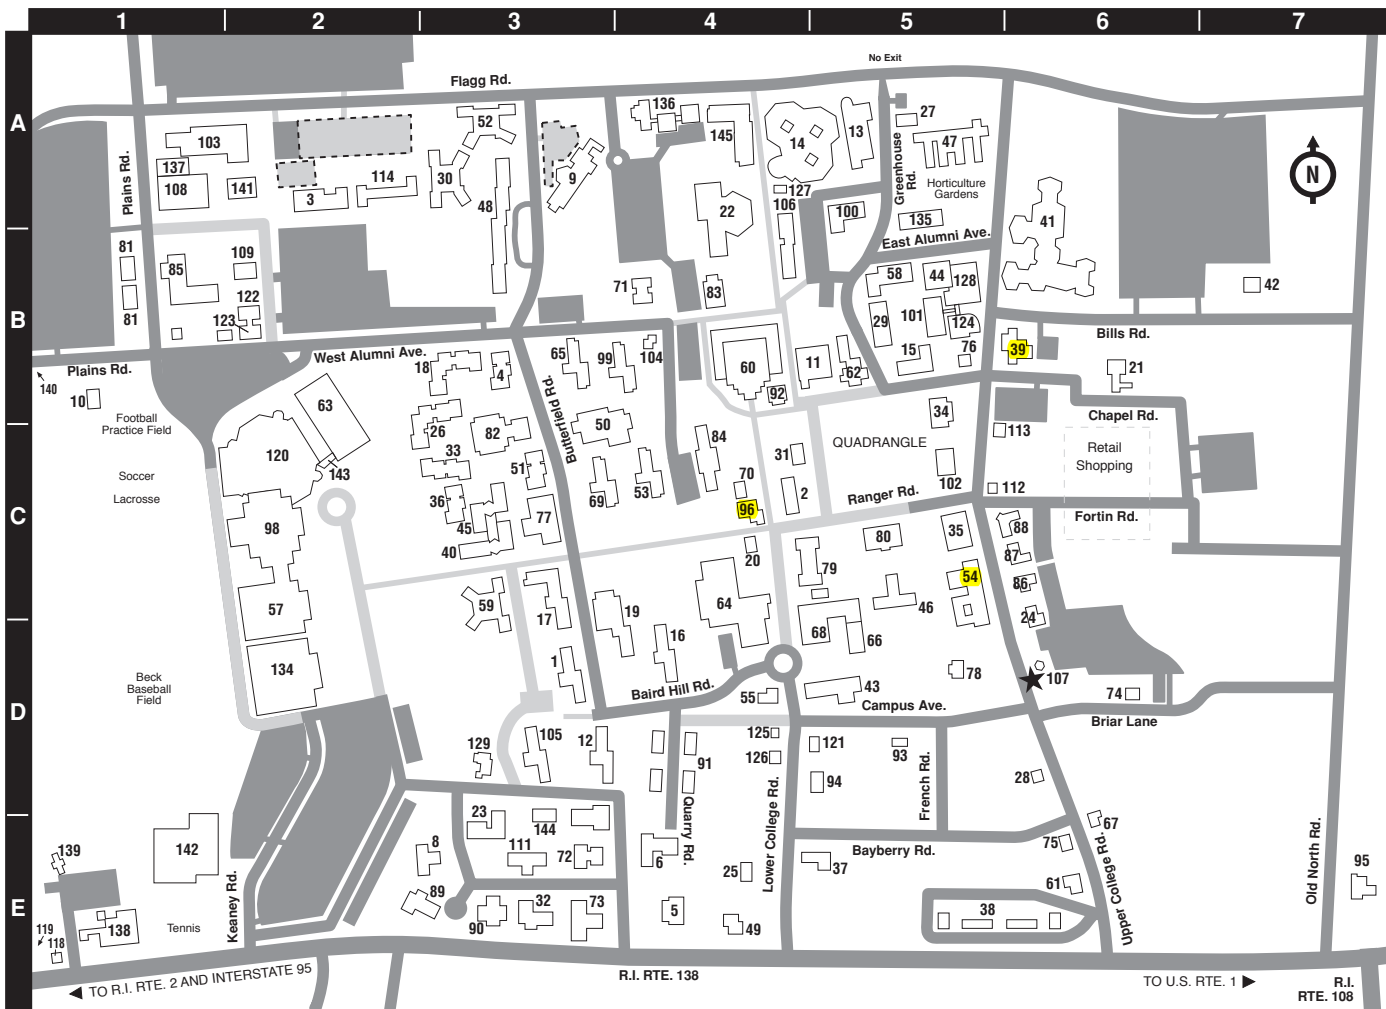 1 2 3 4 5 6 7
A
B
C
D
E
No Exit
Flagg Rd.
136
52
103
137
108
141
3
114
30
48
9
145
14
13
27
47
Greenhouse
Rd.
Horticulture
Gardens
Plains Rd.
N
127
106
100
22
135
41
East Alumni Ave.
81
85
109
122
123
81
71
83
58
44
128
29
101
124
15
76
42
Bills Rd.
39
21
West Alumni Ave.
Plains Rd.
140
10
18
4
65
99
104
60
11
62
92
63
Butterfield Rd.
Football
Practice Field
26
82
50
33
84
31
34
QUADRANGLE
Chapel Rd.
113
Retail
Shopping
120
143
Soccer
Lacrosse
51
53
69
70
2
102
112
36
45
40
77
96
Ranger Rd.
Fortin Rd.
98
20
80
35
88
87
79
54
86
57
59
17
19
64
46
24
16
68
66
134
1
78
107
Beck
Baseball
Field
Baird Hill Rd.
55
43
Campus Ave.
74
Briar Lane
129
105
12
91
125
126
121
93
94
French Rd.
28
Quarry Rd.
Lower College Rd.
23
144
111
72
8
6
25
37
Bayberry Rd.
67
75
61
Upper College Rd.
Old North Rd.
95
139
142
Keaney Rd.
89
90
32
73
5
49
38
119
118
138
Tennis
TO R.I. RTE. 2 AND INTERSTATE 95
R.I. RTE. 138
TO U.S. RTE. 1
R.I.
RTE. 108